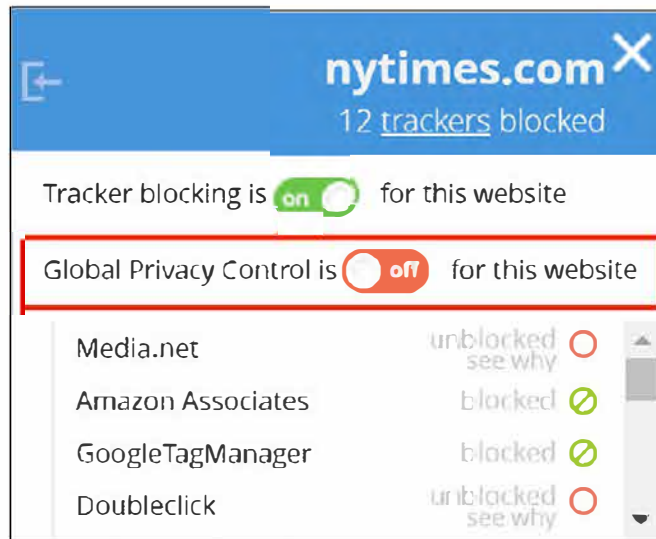 nytimes.com
12 trackers blocked
Tracker blocking is on for this website
Global Privacy Control is off for this website
Media.net unblocked
see why
Amazon Associates blocked
GoogleTagManager blocked
Doubleclick unblocked
see why